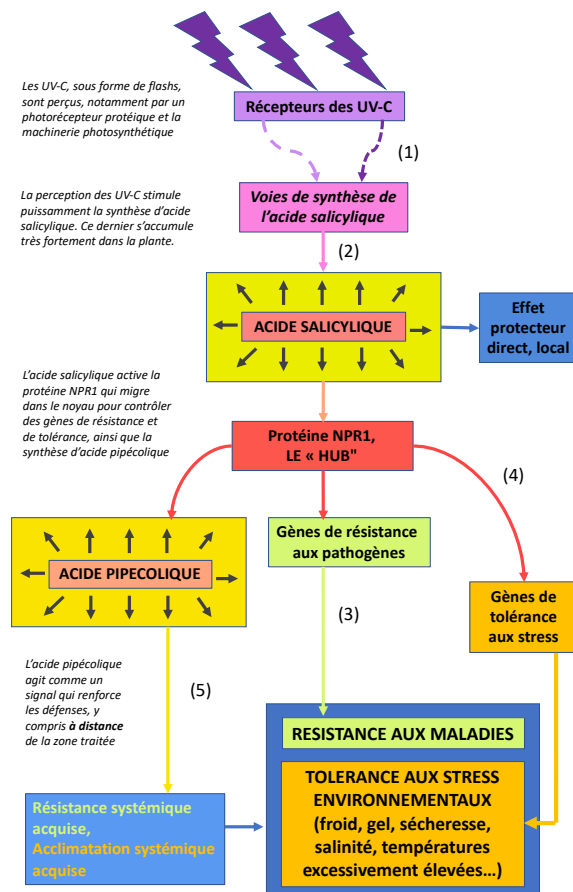 Les UV-C, sous forme de flashs,
sont perçus, notamment par un
photorécepteur protéique et la
machinerie photosynthétique
Récepteurs des UV-C
(1)
La perception des UV-C stimule
puissamment la synthèse d'acide
salicylique. Ce dernier s'accumule
très fortement dans la plante.
Voies de synthèse de
l'acide salicylique
(2)
ACIDE SALICYLIQUE
Effet
protecteur
direct, local
L'acide salicylique active la
protéine NPR1 qui migre
dans le noyau pour contrôler
des gènes de résistance et
de tolérance, ainsi que la
synthèse d'acide pipécolique
Protéine NPR1,
LE « HUB"
(4)
ACIDE PIPECOLIQUE
Gènes de résistance
aux pathogènes
Gènes de
tolérance
aux stress
(3)
L'acide pipécolique
agit comme un
signal qui renforce
les défenses, y
compris à distance
de la zone traitée
(5)
RESISTANCE AUX MALADIES
TOLERANCE AUX STRESS
ENVIRONNEMENTAUX
(froid, gel, sécheresse,
salinité, températures
excessivement élevées…)
Résistance systémique
acquise,
Acclimatation systémique
acquise